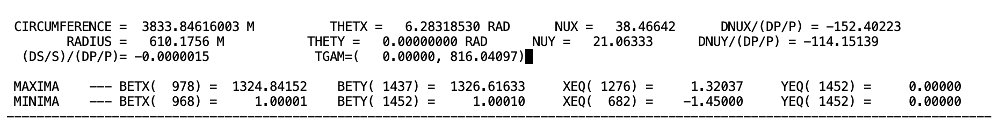 CIRCUMFERENCE = 3833.84616003 M THETX = 6.28318530 RAD NUX = 38.46642 DNUX/(DP/P) = -152.40223
RADIUS = 610.1756 M THETY = 0.00000000 RAD NUY = 21.06333 DNUY/(DP/P) = -114.15139
(DS/S)/(DP/P)= -0.0000015 TGAM=( 0.00000, 816.04097)
MAXIMA --- BETX( 978) = 1324.84152 BETY( 1437) = 1326.61633 XEQ( 1276) = 1.32037 YEQ( 1452) = 0.00000
MINIMA --- BETX( 968) = 1.00001 BETY( 1452) = 1.00010 XEQ( 682) = -1.45000 YEQ( 1452) = 0.00000